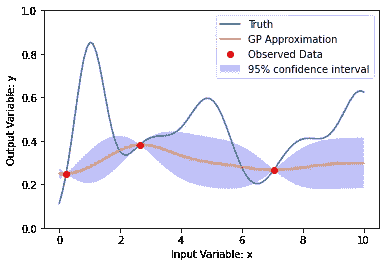 1.0
0.8
0.6
0.4
0.2
0.0
Output Variable: y
Truth
GP Approximation
Observed Data
95% confidence interval
0 2 4 6 8 10
Input Variable: x